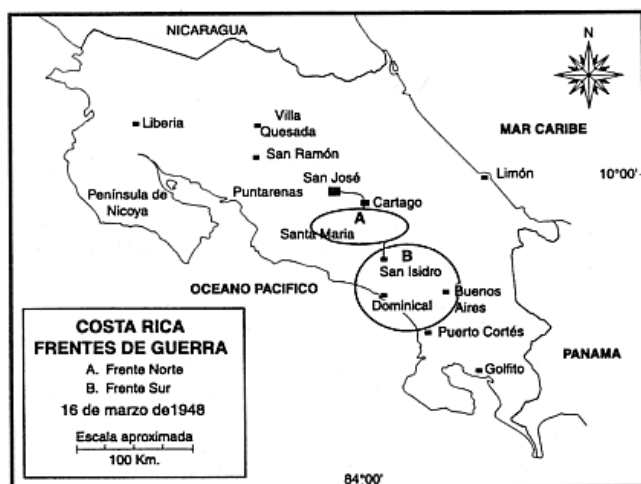 NICARAGUA
N
Liberia
Villa
Quesada
MAR CARIBE
San Ramón
Limón
10°00'
San José
Puntarenas
Península de
Nicoya
Cartago
A
Santa Maria
B
San Isidro
OCEANO PACIFICO
Dominical
Buenos
Aires
Puerto Cortés
PANAMA
Golfito
COSTA RICA
FRENTES DE GUERRA
A. Frente Norte
B. Frente Sur
16 de marzo de1948
Escala aproximada
100 Km.
84°00'